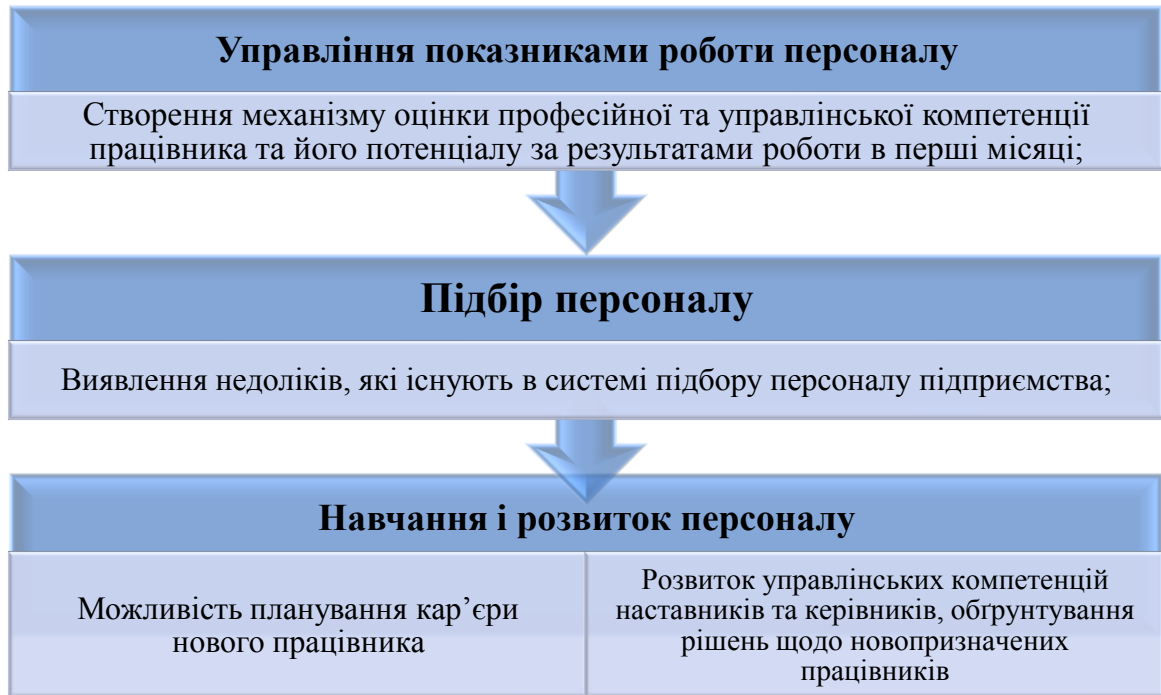 Управління показниками роботи персоналу
Створення механізму оцінки професійної та управлінської компетенції
працівника та його потенціалу за результатами роботи в перші місяці;
Підбір персоналу
Виявлення недоліків, які існують в системі підбору персоналу підприємства;
Навчання і розвиток персоналу
Можливість планування кар’єри
нового працівника
Розвиток управлінських компетенцій
наставників та керівників, обґрунтування
рішень щодо новопризначених
працівників